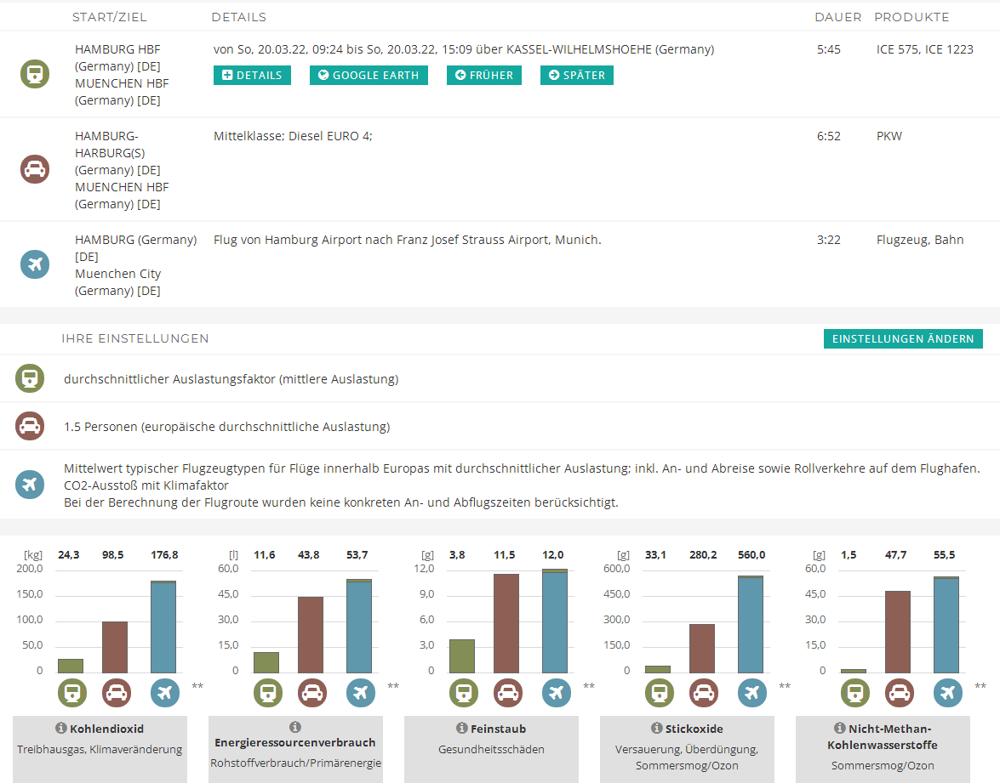 START/ZIEL DETAILS DAUER PRODUKTE
HAMBURG HBF
(Germany) [DE]
MUENCHEN HBF
(Germany) [DE]
von So, 20.03.22, 09:24 bis So, 20.03.22, 15:09 über KASSEL-WILHELMSHOEHE (Germany)
DETAILS GOOGLE EARTH FRÜHER SPÄTER
5:45 ICE 575, ICE 1223
HAMBURG-
HARBURG(S)
(Germany) [DE]
MUENCHEN HBF
(Germany) [DE]
Mittelklasse; Diesel EURO 4;
6:52 PKW
HAMBURG (Germany)
[DE]
Muenchen City
(Germany) [DE]
Flug von Hamburg Airport nach Franz Josef Strauss Airport, Munich.
3:22 Flugzeug, Bahn
IHRE EINSTELLUNGEN EINSTELLUNGEN ÄNDERN
durchschnittlicher Auslastungsfaktor (mittlere Auslastung)
1.5 Personen (europäische durchschnittliche Auslastung)
Mittelwert typischer Flugzeugtypen für Flüge innerhalb Europas mit durchschnittlicher Auslastung; inkl. An- und Abreise sowie Rollverkehre auf dem Flughafen.
CO2-Ausstoß mit Klimafaktor
Bei der Berechnung der Flugroute wurden keine konkreten An- und Abflugszeiten berücksichtigt.
[kg] 24,3 98,5 176,8
200,0
150,0
100,0
50,0
0
**
Kohlendioxid
Treibhausgas, Klimaveränderung
[l] 11,6 43,8 53,7
60,0
45,0
30,0
15,0
0
**
Energieressourcenverbrauch
Rohstoffverbrauch/Primärenergie
[g] 3,8 11,5 12,0
12,0
9,0
6,0
3,0
0
**
Feinstaub
Gesundheitsschäden
[g] 33,1 280,2 560,0
600,0
450,0
300,0
150,0
0
**
Stickoxide
Versauerung, Überdüngung,
Sommersmog/Ozon
[g] 1,5 47,7 55,5
60,0
45,0
30,0
15,0
0
**
Nicht-Methan-
Kohlenwasserstoffe
Sommersmog/Ozon